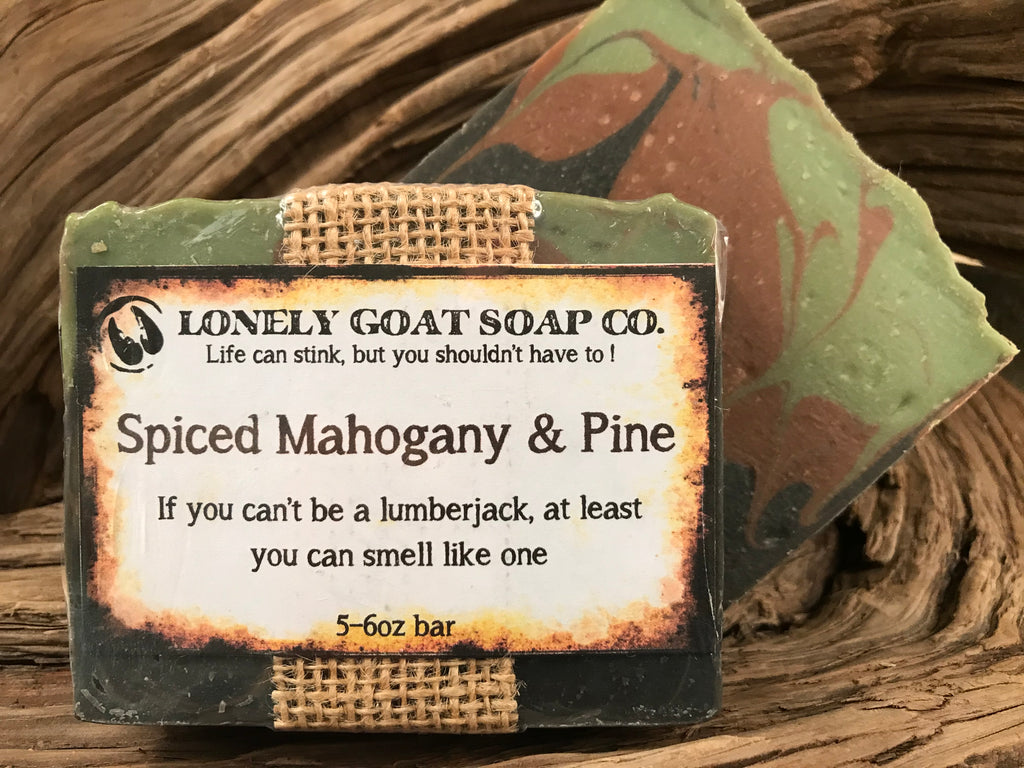 LONELY GOAT SOAP CO.
Life can stink, but you shouldn't have to !
Spiced Mahogany & Pine
If you can't be a lumberjack, at least
you can smell like one
5-6oz bar